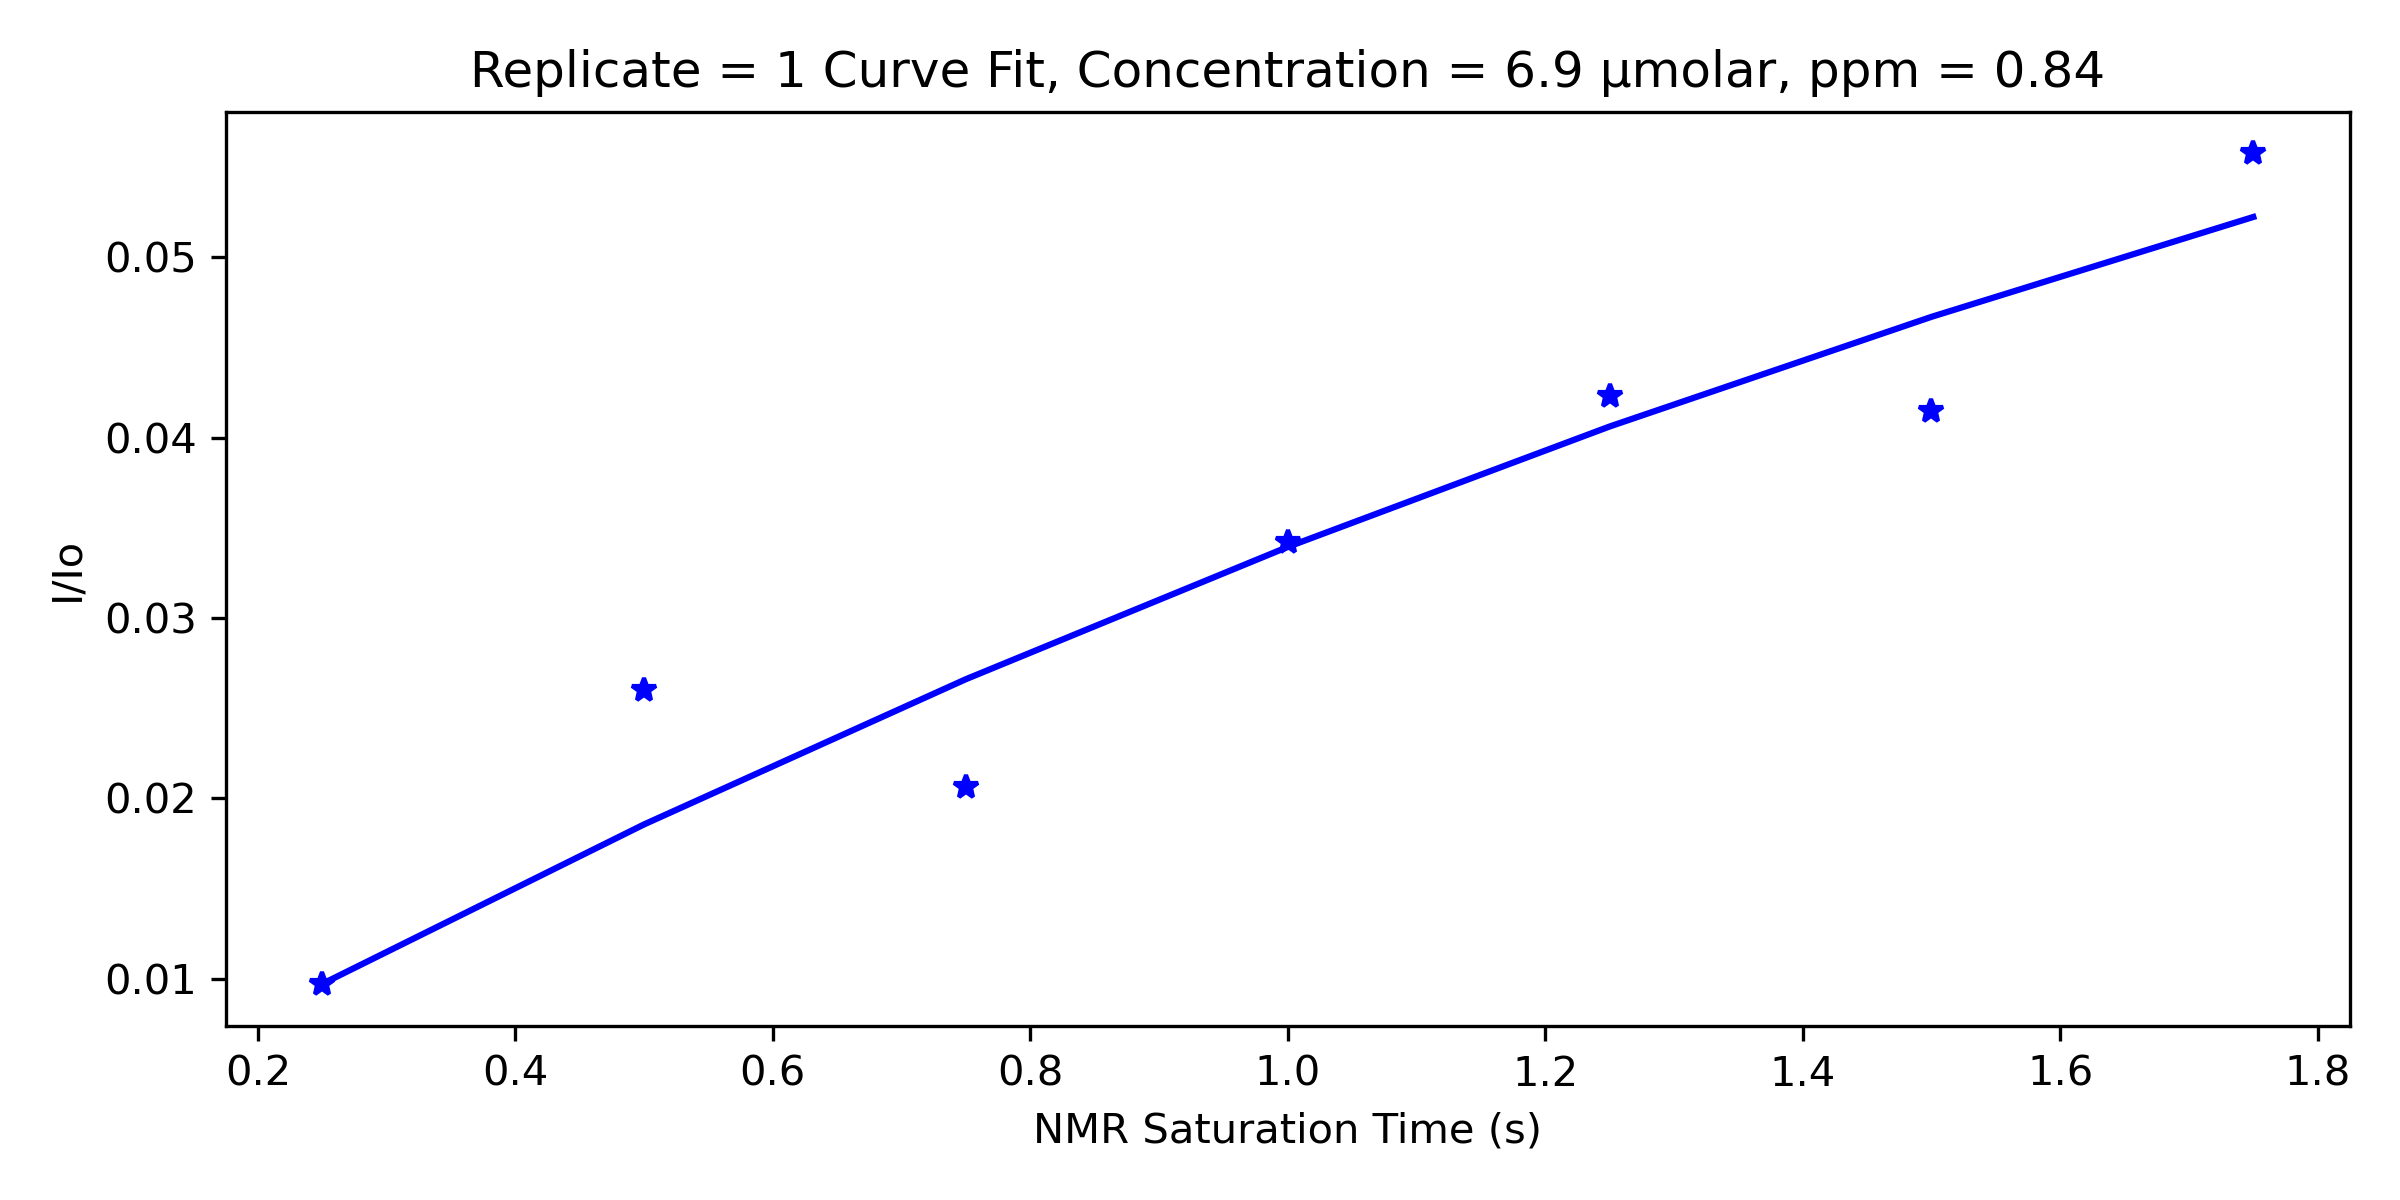 Replicate = 1 Curve Fit, Concentration = 6.9 µmolar, ppm = 0.84
0.05
0.04
0.03
0.02
0.01
I/Io
0.2 0.4 0.6 0.8 1.0 1.2 1.4 1.6 1.8
NMR Saturation Time (s)